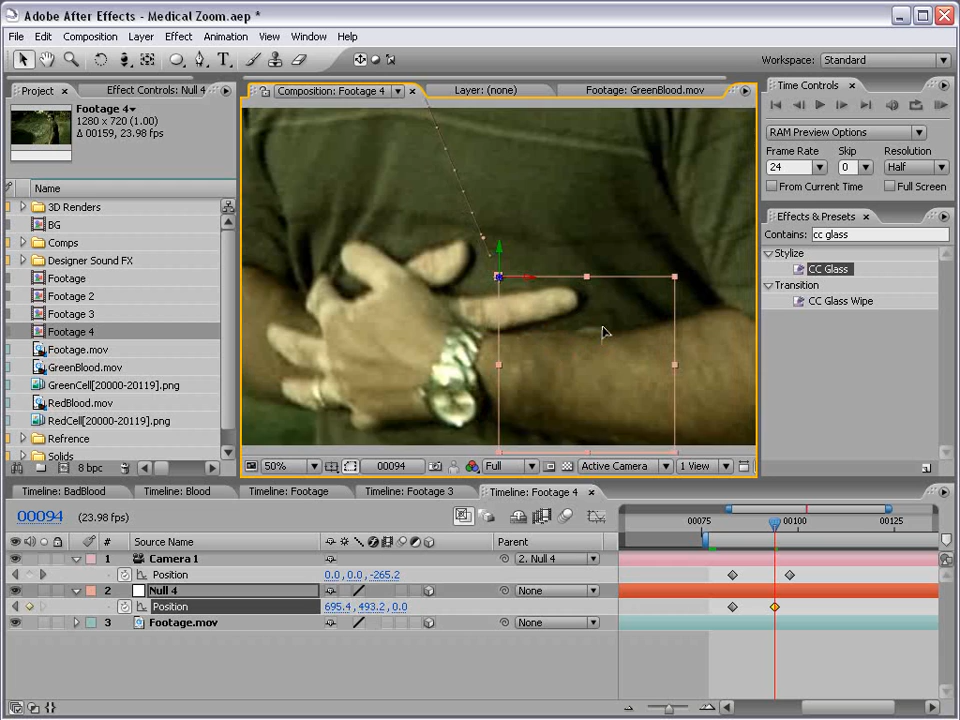 Adobe After Effects - Medical Zoom.aep *
File Edit Composition Layer Effect Animation View Window Help
Workspace: Standard
Project Effect Controls: Null 4
Composition: Footage 4 Layer: (none) Footage: GreenBlood.mov
Time Controls
Footage 4
1280 x 720 (1.00)
Δ 00159, 23.98 fps)
RAM Preview Options
Frame Rate Skip Resolution
24 0 Half
From Current Time Full Screen
Name
3D Renders
BG
Comps
Designer Sound FX
Footage
Footage 2
Footage 3
Footage 4
Footage.mov
GreenBlood.mov
GreenCell[20000-20119].png
RedBlood.mov
RedCell[20000-20119].png
Refrence
Solids
8 bpc
Effects & Presets
Contains: cc glass
Stylize
CC Glass
Transition
CC Glass Wipe
50% 00094 Full Active Camera 1 View
Timeline: BadBlood Timeline: Blood Timeline: Footage Timeline: Footage 3 Timeline: Footage 4
00094 (23.98 fps)
00075 00100 00125
# Source Name Parent
1 Camera 1 2. Null 4
Position 0.0, 0.0, -265.2
2 Null 4 None
Position 695.4, 493.2, 0.0
3 Footage.mov None